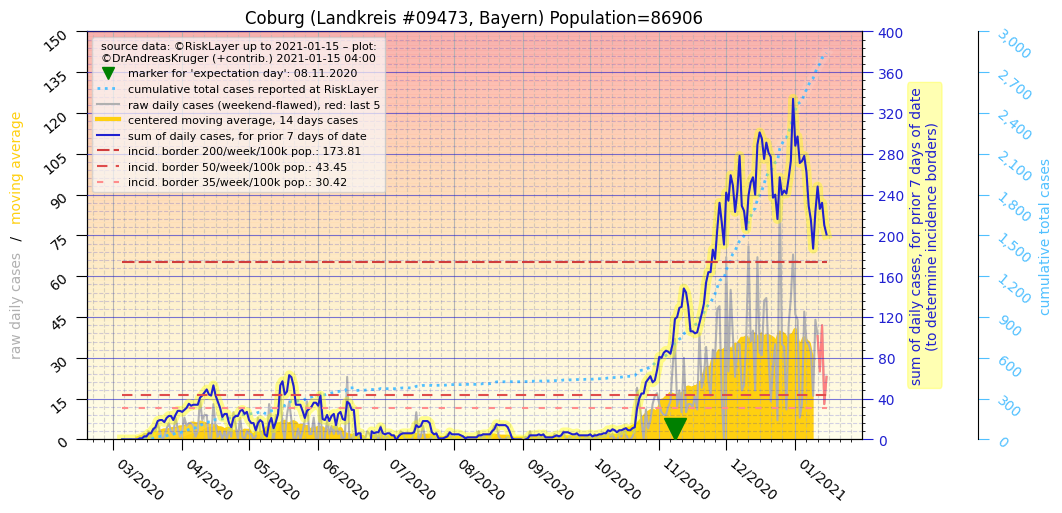 Coburg (Landkreis #09473, Bayern) Population=86906
source data: ©RiskLayer up to 2021-01-15 – plot:
©DrAndreasKruger (+contrib.) 2021-01-15 04:00
marker for 'expectation day': 08.11.2020
cumulative total cases reported at RiskLayer
raw daily cases (weekend-flawed), red: last 5
centered moving average, 14 days cases
sum of daily cases, for prior 7 days of date
incid. border 200/week/100k pop.: 173.81
incid. border 50/week/100k pop.: 43.45
incid. border 35/week/100k pop.: 30.42
raw daily cases / moving average
150
135
120
105
90
75
60
45
30
15
0
03/2020
04/2020
05/2020
06/2020
07/2020
08/2020
09/2020
10/2020
11/2020
12/2020
01/2021
400
360
320
280
240
200
160
120
80
40
0
sum of daily cases, for prior 7 days of date
(to determine incidence borders)
3,000
2,700
2,400
2,100
1,800
1,500
1,200
900
600
300
0
cumulative total cases